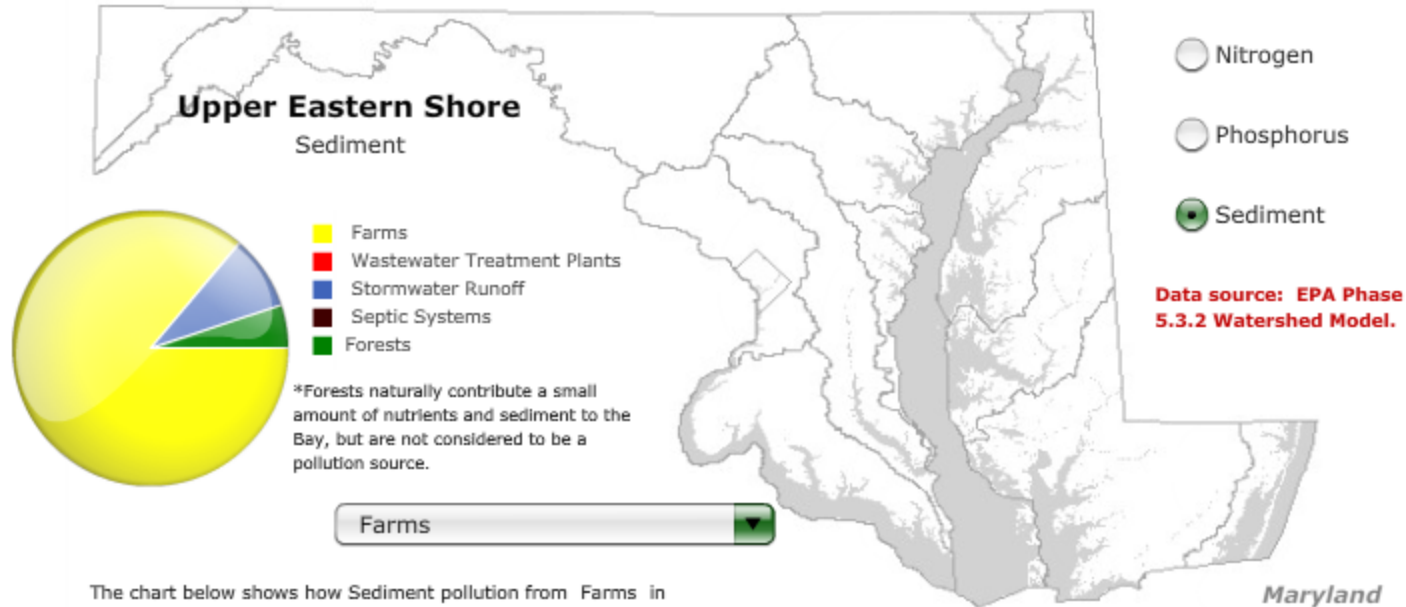 Upper Eastern Shore
Sediment
Farms
Wastewater Treatment Plants
Stormwater Runoff
Septic Systems
Forests
*Forests naturally contribute a small
amount of nutrients and sediment to the
Bay, but are not considered to be a
pollution source.
Farms
The chart below shows how Sediment pollution from Farms in
Nitrogen
Phosphorus
Sediment
Data source: EPA Phase
5.3.2 Watershed Model.
Maryland